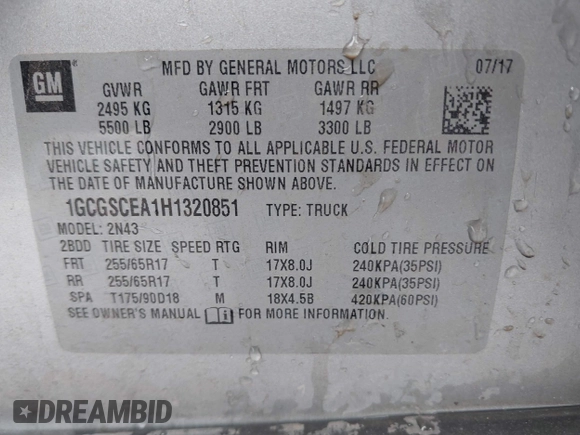 GM
MFD BY GENERAL MOTORS LLC 07/17
GVWR GAWR FRT GAWR RR
2495 KG 1315 KG 1497 KG
5500 LB 2900 LB 3300 LB
THIS VEHICLE CONFORMS TO ALL APPLICABLE U.S. FEDERAL MOTOR
VEHICLE SAFETY AND THEFT PREVENTION STANDARDS IN EFFECT ON
THE DATE OF MANUFACTURE SHOWN ABOVE.
1GCGSCEA1H1320851 TYPE: TRUCK
MODEL: 2N43
2BDD TIRE SIZE SPEED RTG RIM COLD TIRE PRESSURE
FRT 255/65R17 T 17X8.0J 240KPA(35PSI)
RR 255/65R17 T 17X8.0J 240KPA(35PSI)
SPA T175/90D18 M 18X4.5B 420KPA(60PSI)
SEE OWNER'S MANUAL FOR MORE INFORMATION.
DREAMBID